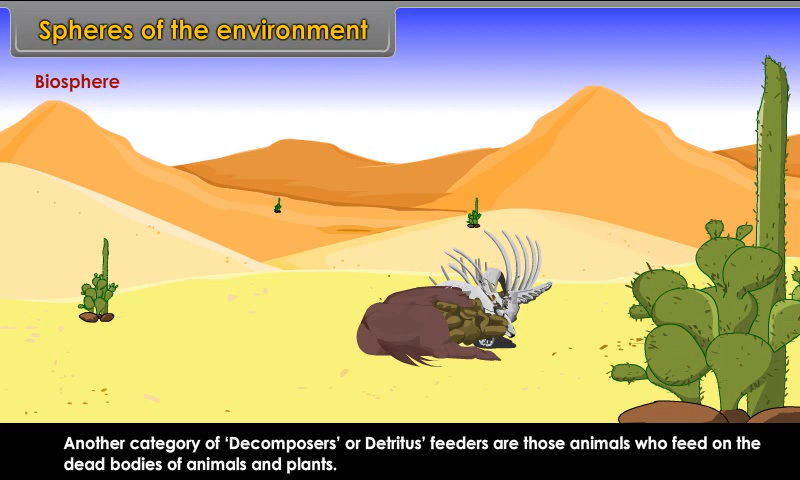 Spheres of the environment
Biosphere
Another category of ‘Decomposers’ or Detritus’ feeders are those animals who feed on the
dead bodies of animals and plants.